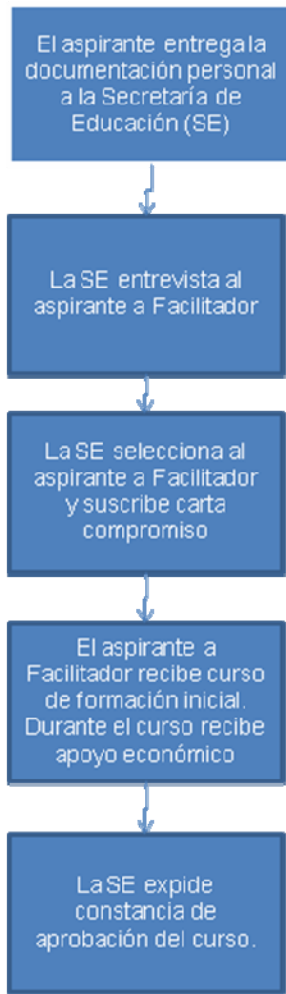 El aspirante entrega la
documentación personal
a la Secretaría de
Educación (SE)
La SE entrevista al
aspirante a Facilitador
La SE selecciona al
aspirante a Facilitador
y suscribe carta
compromiso
El aspirante a
Facilitador recibe curso
de formación inicial.
Durante el curso recibe
apoyo económico
La SE expide
constancia de
aprobación del curso.